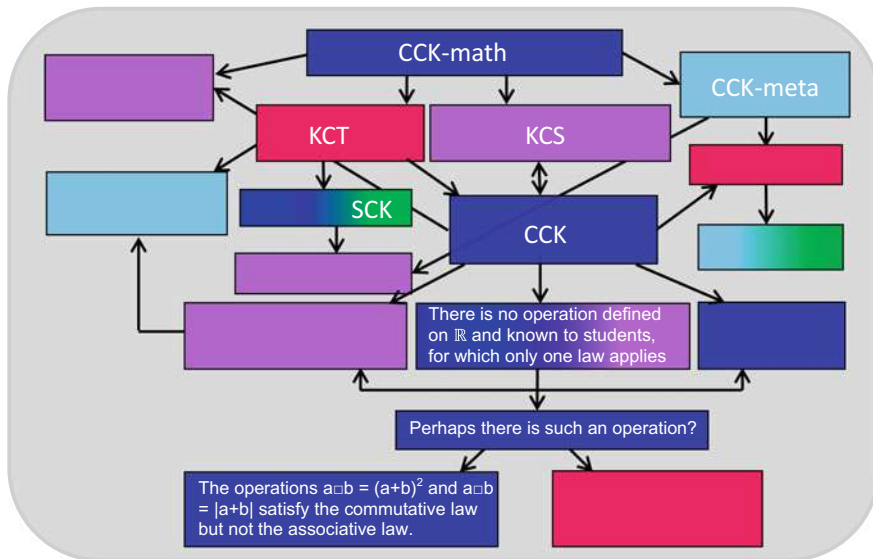 CCK-math
CCK-meta
KCT
KCS
SCK
CCK
There is no operation defined
on ℝ and known to students,
for which only one law applies
Perhaps there is such an operation?
The operations a□b = (a+b)² and a□b
= |a+b| satisfy the commutative law
but not the associative law.